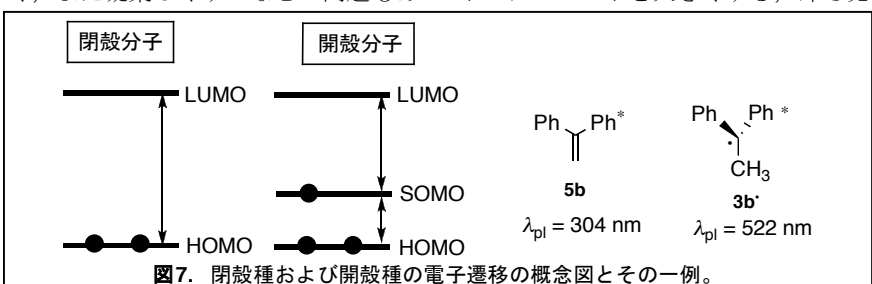 閉殻分子
開殻分子
LUMO
LUMO
SOMO
HOMO
HOMO
Ph
Ph*
5b
λpl = 304 nm
Ph
Ph *
CH3
3b•
λpl = 522 nm
図7. 閉殻種および開殻種の電子遷移の概念図とその一例。